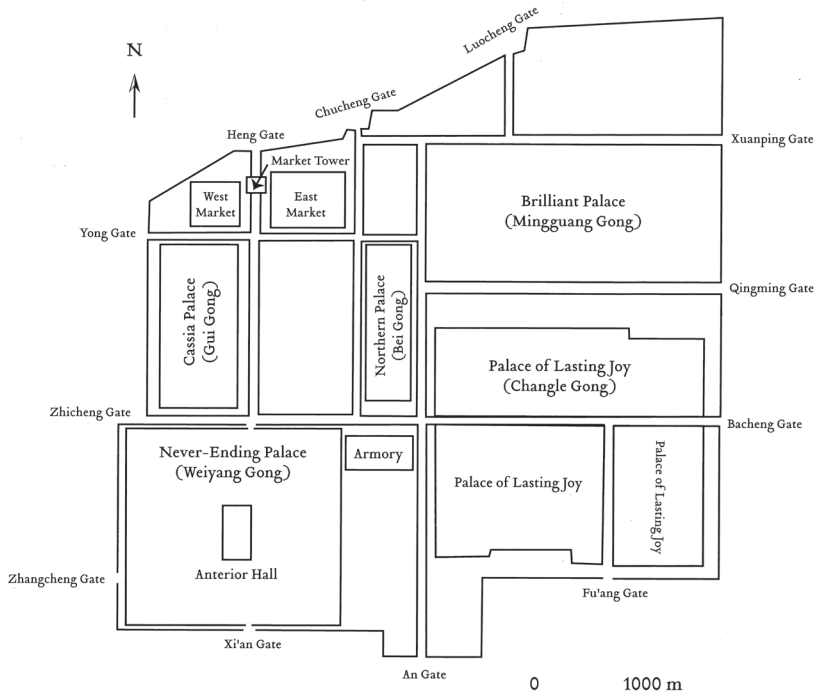 N
Luocheng Gate
Chucheng Gate
Heng Gate
Market Tower
Xuanping Gate
West
Market
East
Market
Brilliant Palace
(Mingguang Gong)
Yong Gate
Cassia Palace
(Gui Gong)
Northern Palace
(Bei Gong)
Qingming Gate
Palace of Lasting Joy
(Changle Gong)
Zhicheng Gate
Bacheng Gate
Never-Ending Palace
(Weiyang Gong)
Armory
Palace of Lasting Joy
Palace of Lasting Joy
Anterior Hall
Zhangcheng Gate
Fu'ang Gate
Xi'an Gate
An Gate
0 1000 m